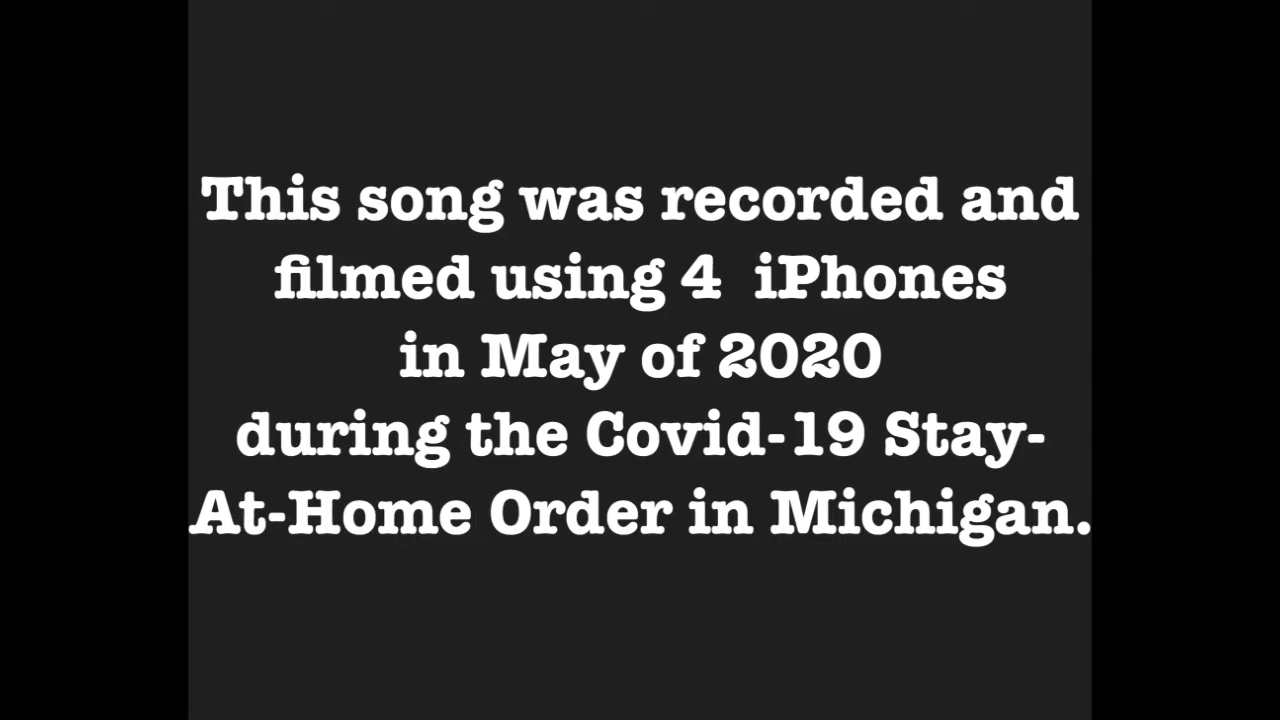 This song was recorded and
filmed using 4  iPhones
in May of 2020
during the Covid-19 Stay-
At-Home Order in Michigan.